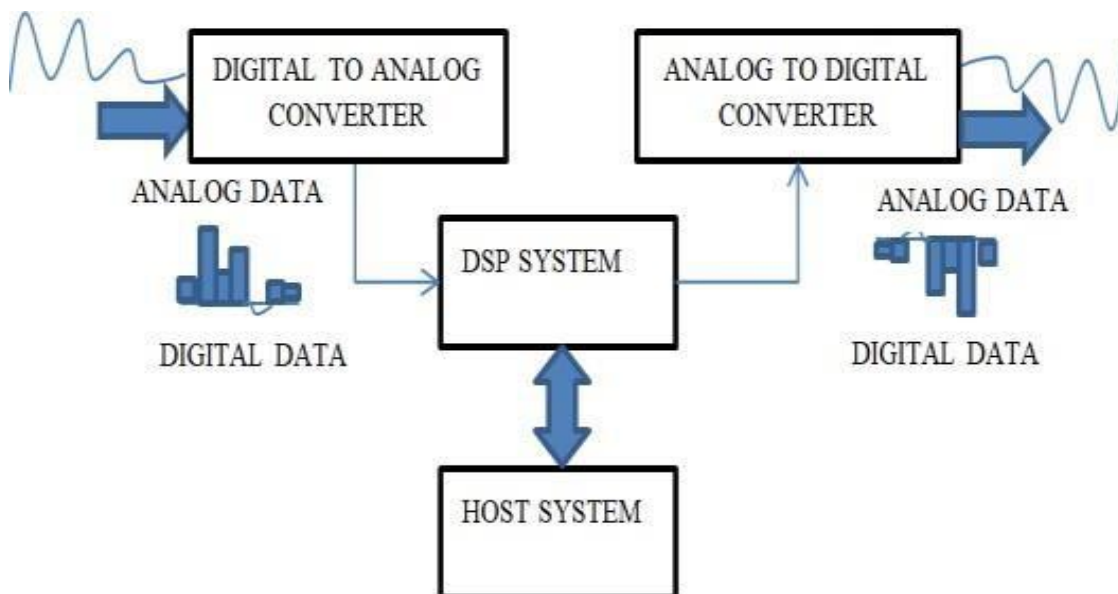 DIGITAL TO ANALOG
CONVERTER
ANALOG TO DIGITAL
CONVERTER
ANALOG DATA
ANALOG DATA
DSP SYSTEM
DIGITAL DATA
DIGITAL DATA
HOST SYSTEM